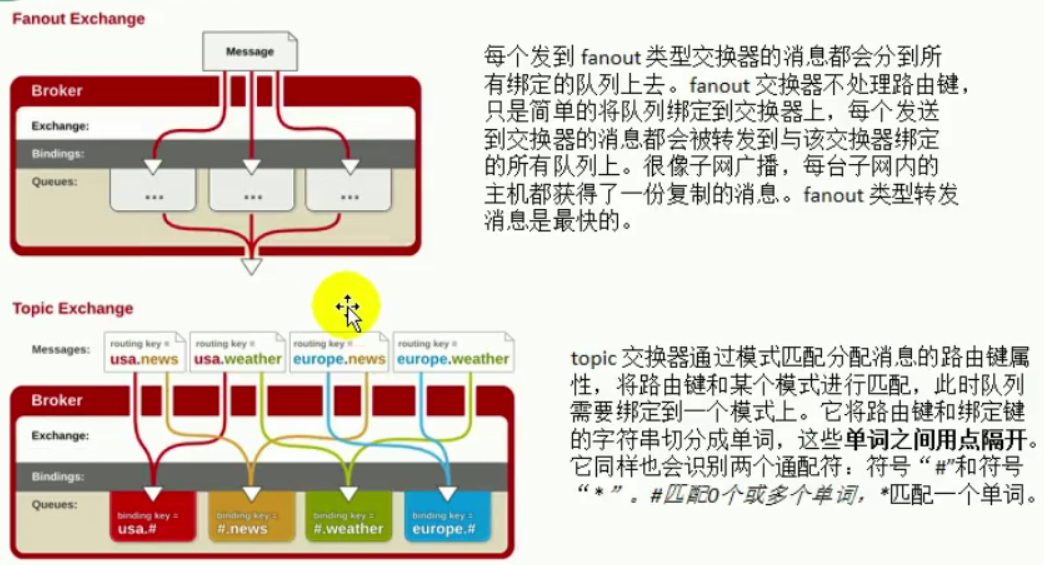 Fanout Exchange
Message
Broker
Exchange:
Bindings:
Queues:
...
...
...
每个发到 fanout 类型交换器的消息都会分到所
有绑定的队列上去。fanout 交换器不处理路由键，
只是简单的将队列绑定到交换器上，每个发送
到交换器的消息都会被转发到与该交换器绑定
的所有队列上。很像子网广播，每台子网内的
主机都获得了一份复制的消息。fanout 类型转发
消息是最快的。
Topic Exchange
Messages:
routing key =
usa.news
routing key =
usa.weather
routing key =
europe.news
routing key =
europe.weather
Broker
Exchange:
Bindings:
Queues:
binding key =
usa.#
binding key =
#.news
binding key =
#.weather
binding key =
europe.#
topic 交换器通过模式匹配分配消息的路由键属
性，将路由键和某个模式进行匹配，此时队列
需要绑定到一个模式上。它将路由键和绑定键
的字符串切分成单词，这些单词之间用点隔开。
它同样也会识别两个通配符：符号“#”和符号
“*”。#匹配0个或多个单词，*匹配一个单词。